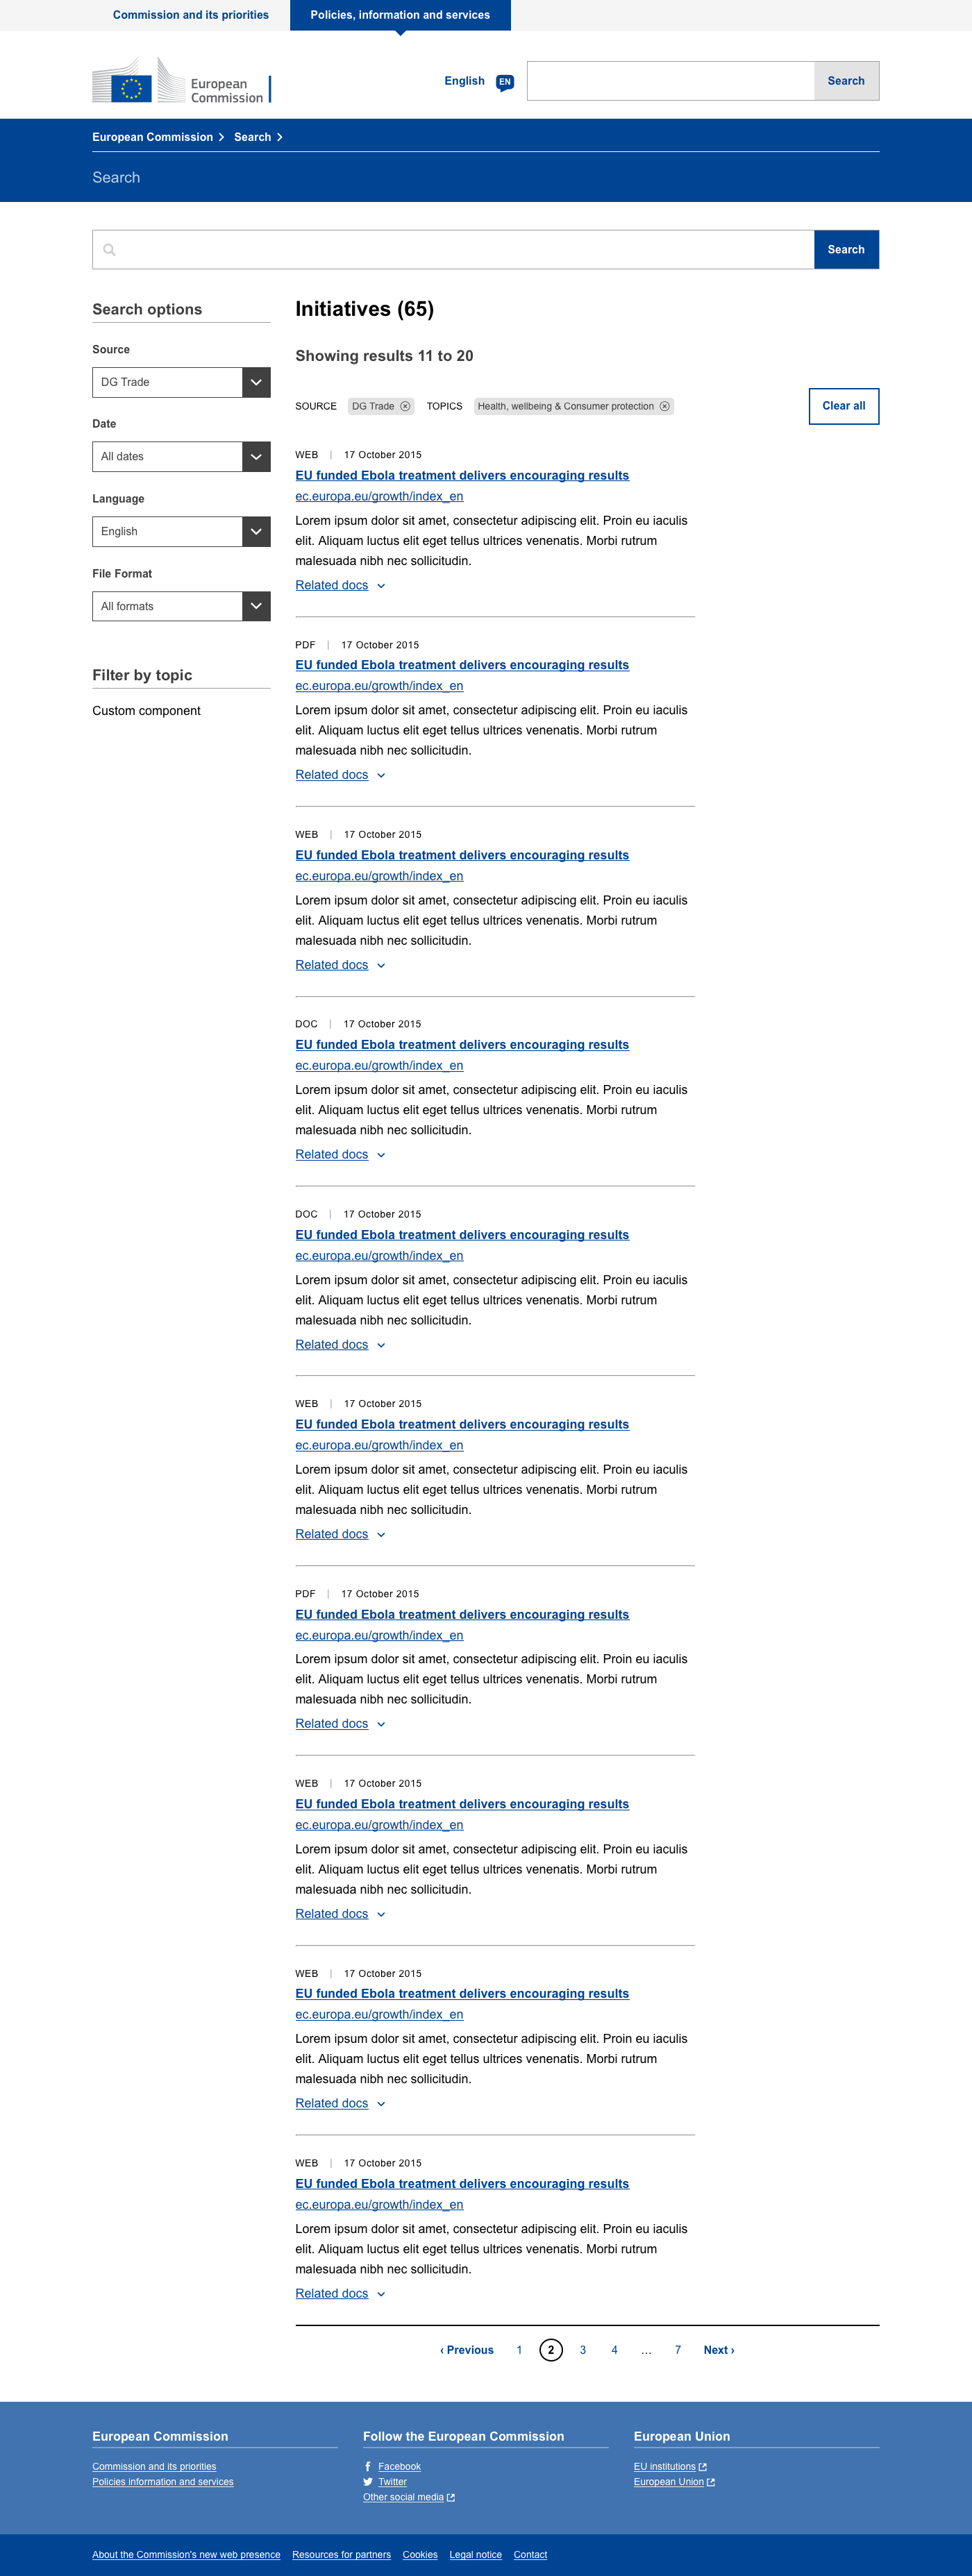 Commission and its priorities
Policies, information and services
European
Commission
English
EN
Search
European Commission
Search
Search
Search
Search options
Source
DG Trade
Date
All dates
Language
English
File Format
All formats
Filter by topic
Custom component
Initiatives (65)
Showing results 11 to 20
SOURCE DG Trade TOPICS Health, wellbeing & Consumer protection
Clear all
WEB | 17 October 2015
EU funded Ebola treatment delivers encouraging results
ec.europa.eu/growth/index_en
Lorem ipsum dolor sit amet, consectetur adipiscing elit. Proin eu iaculis
elit. Aliquam luctus elit eget tellus ultrices venenatis. Morbi rutrum
malesuada nibh nec sollicitudin.
Related docs
PDF | 17 October 2015
EU funded Ebola treatment delivers encouraging results
ec.europa.eu/growth/index_en
Lorem ipsum dolor sit amet, consectetur adipiscing elit. Proin eu iaculis
elit. Aliquam luctus elit eget tellus ultrices venenatis. Morbi rutrum
malesuada nibh nec sollicitudin.
Related docs
WEB | 17 October 2015
EU funded Ebola treatment delivers encouraging results
ec.europa.eu/growth/index_en
Lorem ipsum dolor sit amet, consectetur adipiscing elit. Proin eu iaculis
elit. Aliquam luctus elit eget tellus ultrices venenatis. Morbi rutrum
malesuada nibh nec sollicitudin.
Related docs
DOC | 17 October 2015
EU funded Ebola treatment delivers encouraging results
ec.europa.eu/growth/index_en
Lorem ipsum dolor sit amet, consectetur adipiscing elit. Proin eu iaculis
elit. Aliquam luctus elit eget tellus ultrices venenatis. Morbi rutrum
malesuada nibh nec sollicitudin.
Related docs
DOC | 17 October 2015
EU funded Ebola treatment delivers encouraging results
ec.europa.eu/growth/index_en
Lorem ipsum dolor sit amet, consectetur adipiscing elit. Proin eu iaculis
elit. Aliquam luctus elit eget tellus ultrices venenatis. Morbi rutrum
malesuada nibh nec sollicitudin.
Related docs
WEB | 17 October 2015
EU funded Ebola treatment delivers encouraging results
ec.europa.eu/growth/index_en
Lorem ipsum dolor sit amet, consectetur adipiscing elit. Proin eu iaculis
elit. Aliquam luctus elit eget tellus ultrices venenatis. Morbi rutrum
malesuada nibh nec sollicitudin.
Related docs
PDF | 17 October 2015
EU funded Ebola treatment delivers encouraging results
ec.europa.eu/growth/index_en
Lorem ipsum dolor sit amet, consectetur adipiscing elit. Proin eu iaculis
elit. Aliquam luctus elit eget tellus ultrices venenatis. Morbi rutrum
malesuada nibh nec sollicitudin.
Related docs
WEB | 17 October 2015
EU funded Ebola treatment delivers encouraging results
ec.europa.eu/growth/index_en
Lorem ipsum dolor sit amet, consectetur adipiscing elit. Proin eu iaculis
elit. Aliquam luctus elit eget tellus ultrices venenatis. Morbi rutrum
malesuada nibh nec sollicitudin.
Related docs
WEB | 17 October 2015
EU funded Ebola treatment delivers encouraging results
ec.europa.eu/growth/index_en
Lorem ipsum dolor sit amet, consectetur adipiscing elit. Proin eu iaculis
elit. Aliquam luctus elit eget tellus ultrices venenatis. Morbi rutrum
malesuada nibh nec sollicitudin.
Related docs
WEB | 17 October 2015
EU funded Ebola treatment delivers encouraging results
ec.europa.eu/growth/index_en
Lorem ipsum dolor sit amet, consectetur adipiscing elit. Proin eu iaculis
elit. Aliquam luctus elit eget tellus ultrices venenatis. Morbi rutrum
malesuada nibh nec sollicitudin.
Related docs
‹ Previous 1 2 3 4 ... 7 Next ›
European Commission
Commission and its priorities
Policies information and services
Follow the European Commission
Facebook
Twitter
Other social media
European Union
EU institutions
European Union
About the Commission's new web presence Resources for partners Cookies Legal notice Contact